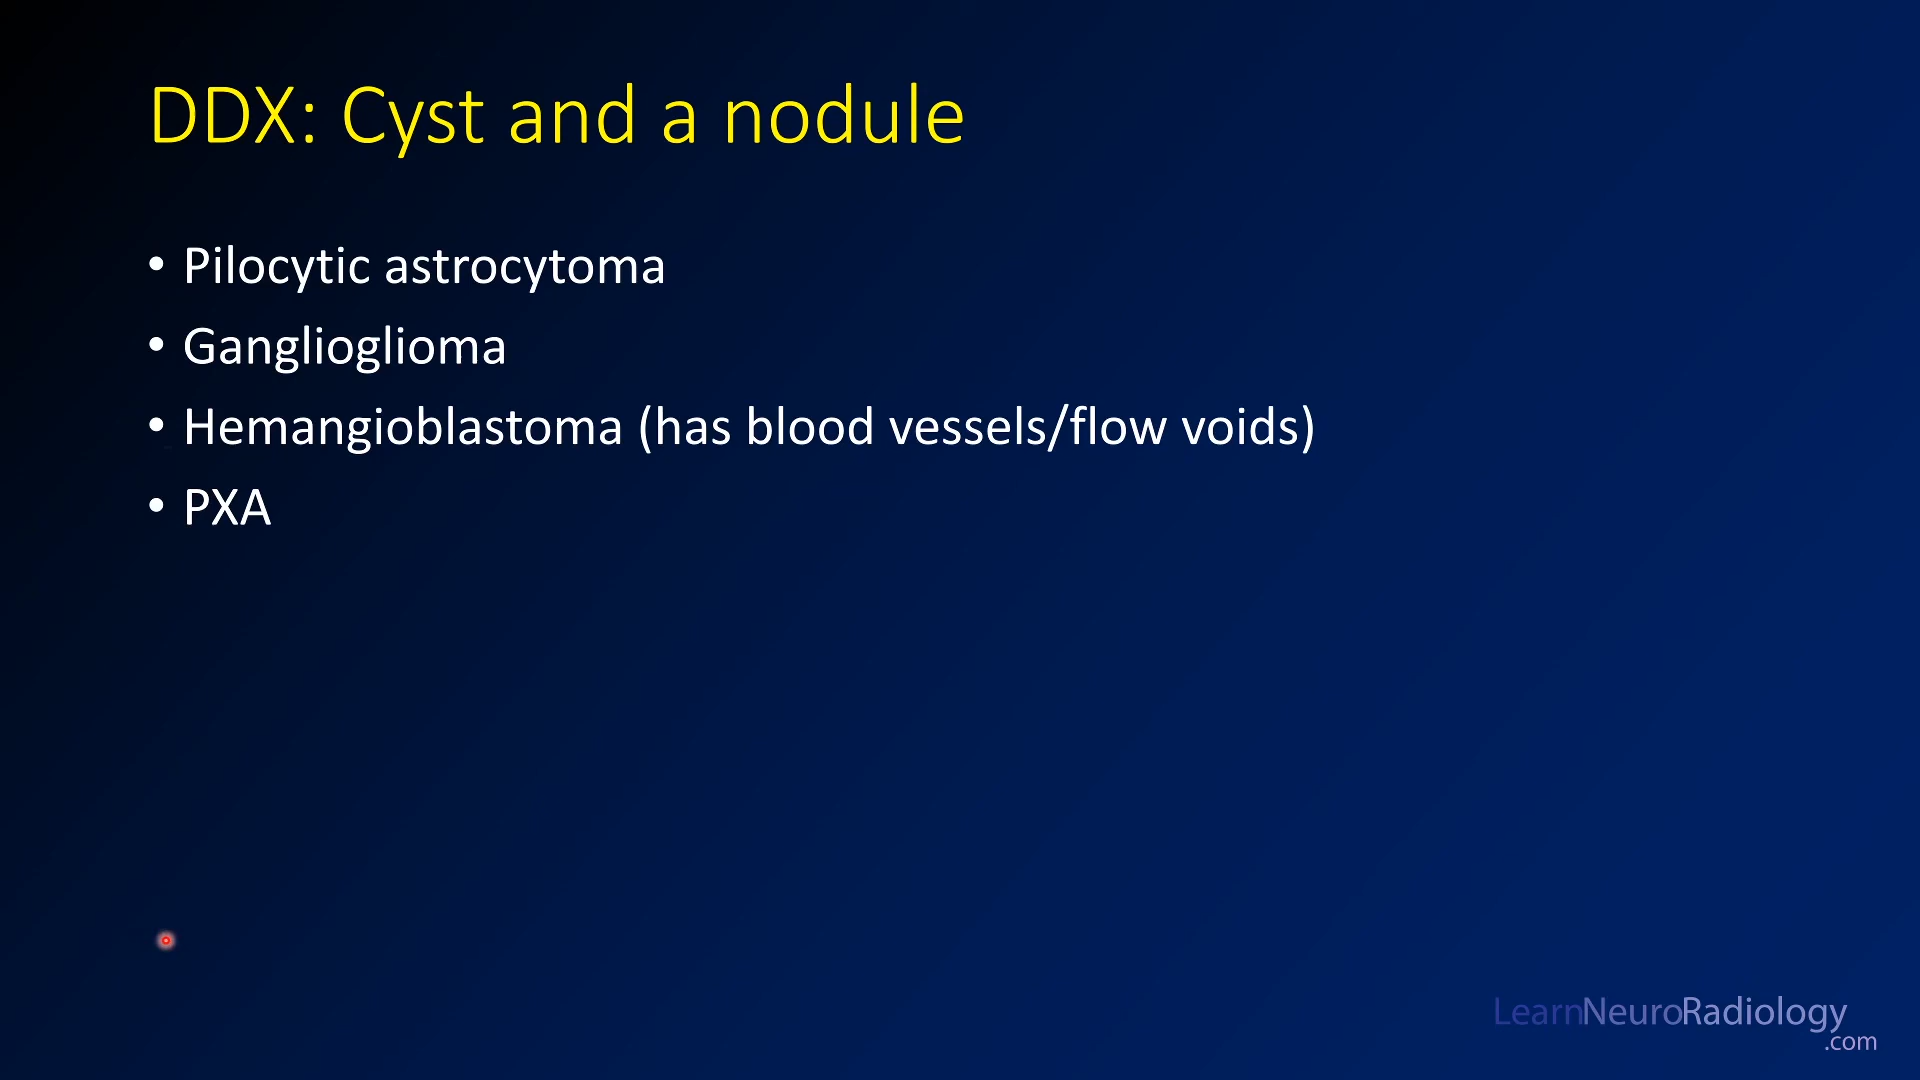 DDX: Cyst and a nodule
• Pilocytic astrocytoma
• Ganglioglioma
• Hemangioblastoma (has blood vessels/flow voids)
• PXA
LearnNeuroRadiology
.com